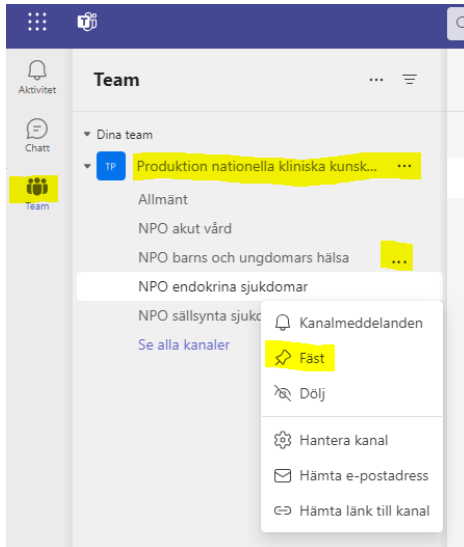 Aktivitet
Chatt
Team
Team
Dina team
TP Produktion nationella kliniska kunsk... ...
Allmänt
NPO akut vård
NPO barns och ungdomars hälsa ...
NPO endokrina sjukdomar
NPO sällsynta sjukd
Se alla kanaler
Kanalmeddelanden
Fäst
Dölj
Hantera kanal
Hämta e-postadress
Hämta länk till kanal